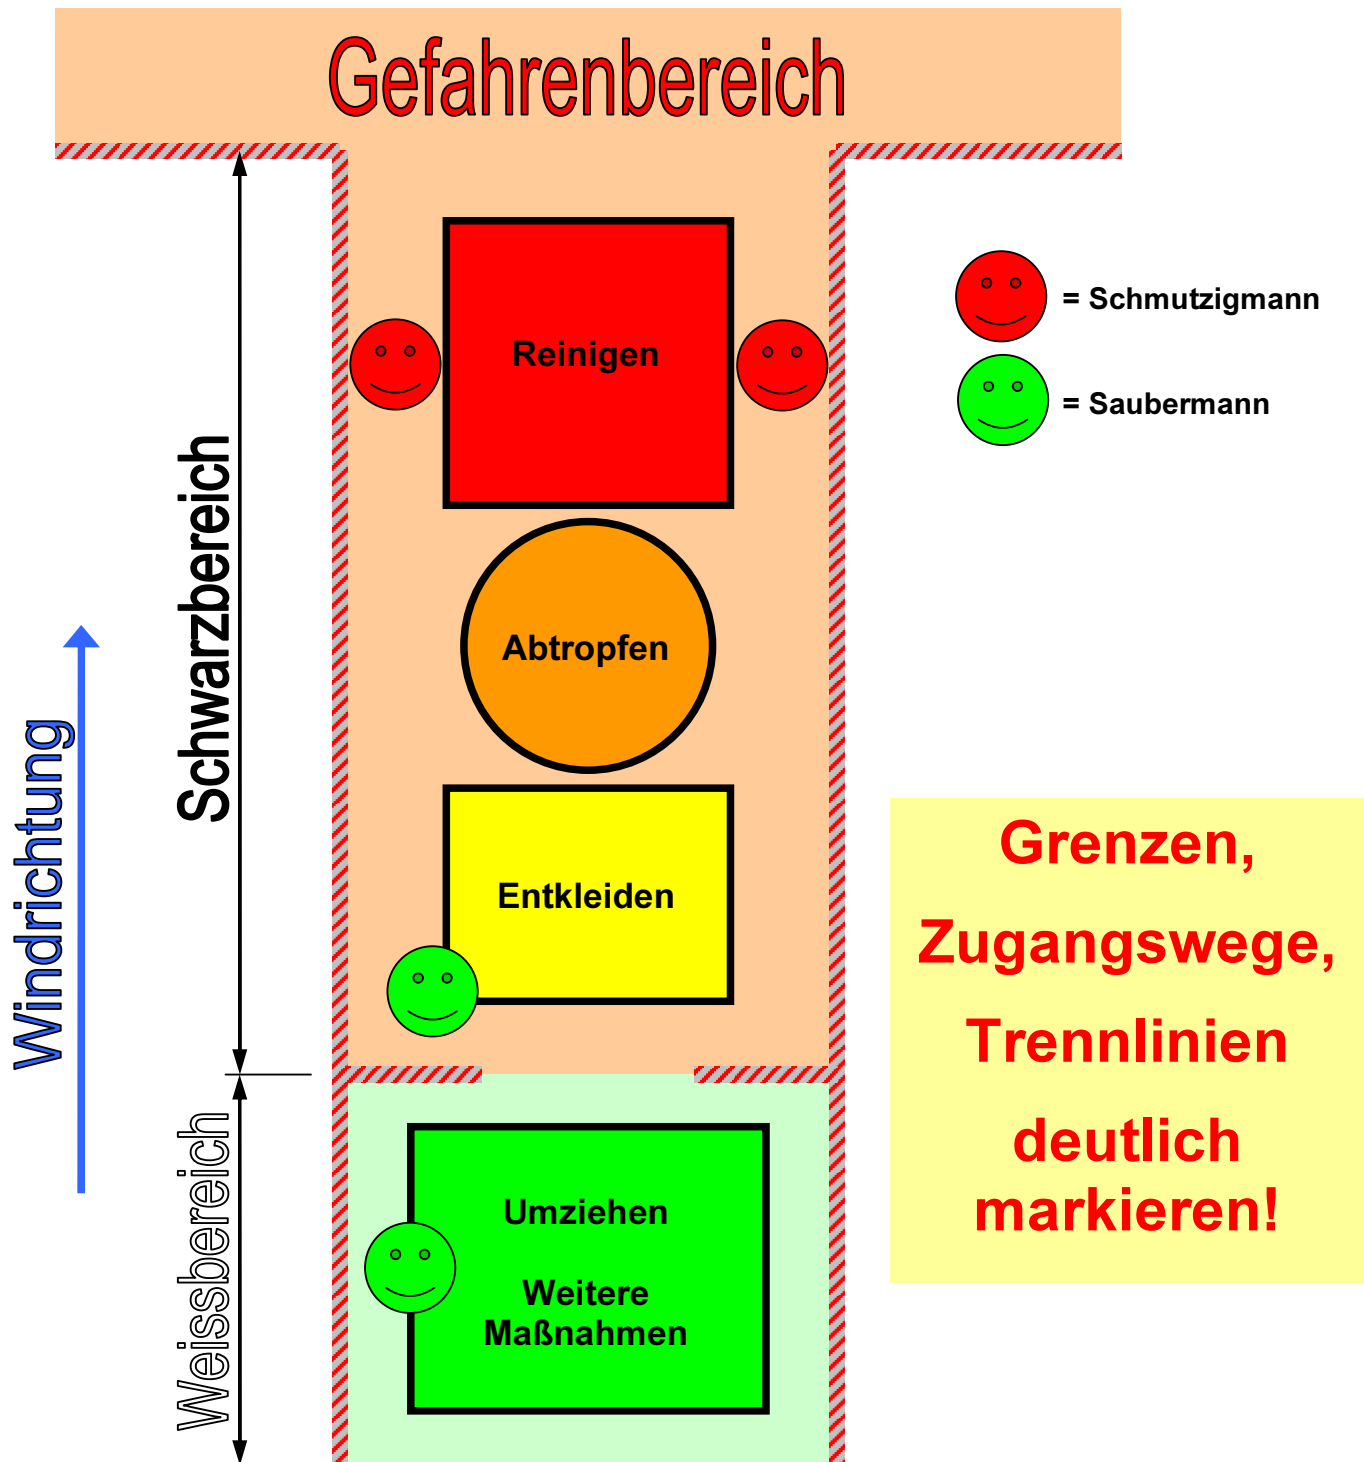 Gefahrenbereich
Schwarzbereich
Reinigen
= Schmutzigmann
= Saubermann
Abtropfen
Windrichtung
Entkleiden
Grenzen,
Zugangswege,
Trennlinien
deutlich
markieren!
Weissbereich
Umziehen
Weitere
Maßnahmen